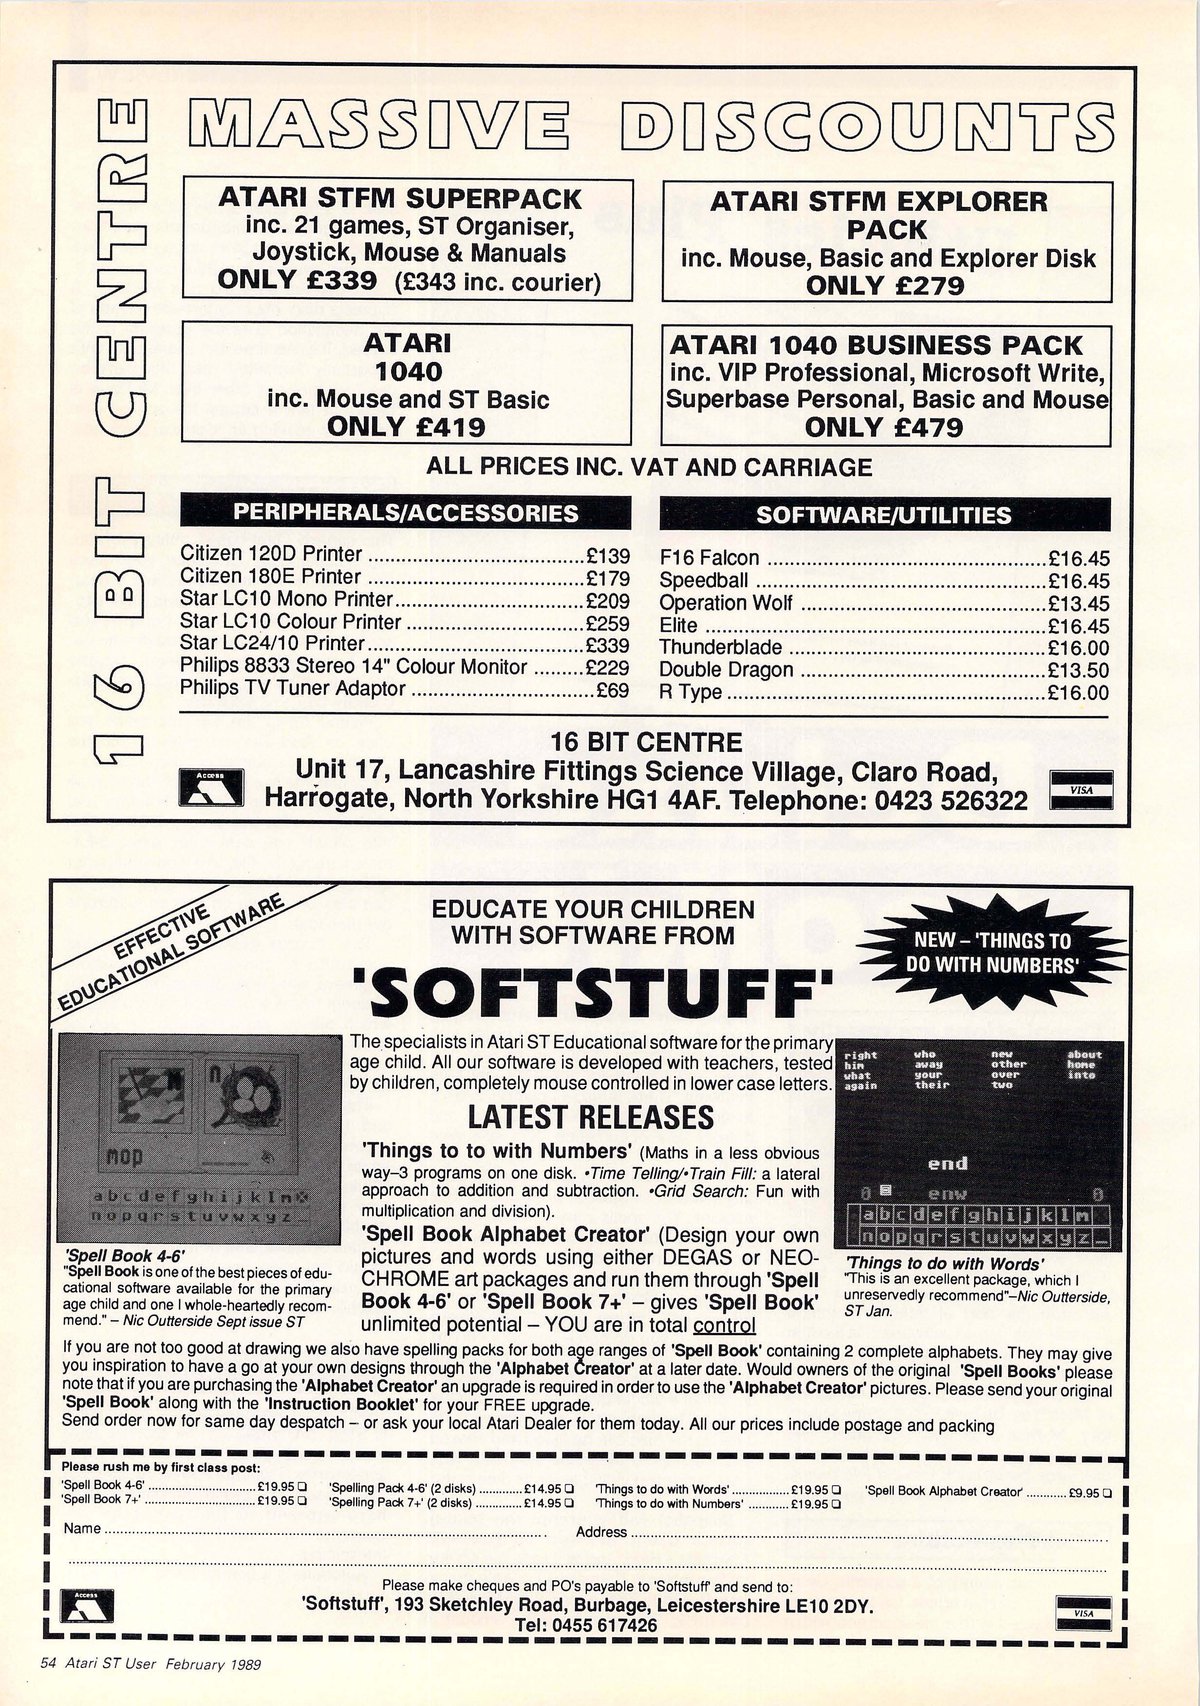 16 BIT CENTRE
MASSIVE DISCOUNTS
ATARI STFM SUPERPACK
inc. 21 games, ST Organiser,
Joystick, Mouse & Manuals
ONLY £339 (£343 inc. courier)
ATARI STFM EXPLORER
PACK
inc. Mouse, Basic and Explorer Disk
ONLY £279
ATARI
1040
inc. Mouse and ST Basic
ONLY £419
ATARI 1040 BUSINESS PACK
inc. VIP Professional, Microsoft Write,
Superbase Personal, Basic and Mouse
ONLY £479
ALL PRICES INC. VAT AND CARRIAGE
PERIPHERALS/ACCESSORIES
Citizen 120D Printer ........................................£139
Citizen 180E Printer ........................................£179
Star LC10 Mono Printer...................................£209
Star LC10 Colour Printer .................................£259
Star LC24/10 Printer........................................£339
Philips 8833 Stereo 14" Colour Monitor .........£229
Philips TV Tuner Adaptor ..................................£69
SOFTWARE/UTILITIES
F16 Falcon ...................................................£16.45
Speedball .....................................................£16.45
Operation Wolf .............................................£13.45
Elite ..............................................................£16.45
Thunderblade ...............................................£16.00
Double Dragon .............................................£13.50
R Type ..........................................................£16.00
16 BIT CENTRE
Unit 17, Lancashire Fittings Science Village, Claro Road,
Harrogate, North Yorkshire HG1 4AF. Telephone: 0423 526322
Access
VISA
EFFECTIVE
EDUCATIONAL SOFTWARE
EDUCATE YOUR CHILDREN
WITH SOFTWARE FROM
'SOFTSTUFF'
NEW – 'THINGS TO
DO WITH NUMBERS'
The specialists in Atari ST Educational software for the primary
age child. All our software is developed with teachers, tested
by children, completely mouse controlled in lower case letters.
LATEST RELEASES
'Things to to with Numbers' (Maths in a less obvious
way–3 programs on one disk. •Time Telling/•Train Fill: a lateral
approach to addition and subtraction. •Grid Search: Fun with
multiplication and division).
'Spell Book Alphabet Creator' (Design your own
pictures and words using either DEGAS or NEO-
CHROME art packages and run them through 'Spell
Book 4-6' or 'Spell Book 7+' – gives 'Spell Book'
unlimited potential – YOU are in total control
n
mop
a b c d e f g h i j k l m
n o p q r s t u v w x y z _
'Spell Book 4-6'
"Spell Book is one of the best pieces of edu-
cational software available for the primary
age child and one I whole-heartedly recom-
mend." – Nic Outterside Sept issue ST
right who new about
him away other home
what your over into
again their two
end
0 enw 0
a b c d e f g h i j k l m
n o p q r s t u v w x y z _
'Things to do with Words'
"This is an excellent package, which I
unreservedly recommend"–Nic Outterside,
ST Jan.
If you are not too good at drawing we also have spelling packs for both age ranges of 'Spell Book' containing 2 complete alphabets. They may give
you inspiration to have a go at your own designs through the 'Alphabet Creator' at a later date. Would owners of the original 'Spell Books' please
note that if you are purchasing the 'Alphabet Creator' an upgrade is required in order to use the 'Alphabet Creator' pictures. Please send your original
'Spell Book' along with the 'Instruction Booklet' for your FREE upgrade.
Send order now for same day despatch – or ask your local Atari Dealer for them today. All our prices include postage and packing
Please rush me by first class post:
'Spell Book 4-6' ..............................£19.95 ❑ 'Spelling Pack 4-6' (2 disks) ............£14.95 ❑ 'Things to do with Words' ...............£19.95 ❑ 'Spell Book Alphabet Creator' ...........£9.95 ❑
'Spell Book 7+' ...............................£19.95 ❑ 'Spelling Pack 7+' (2 disks) .............£14.95 ❑ 'Things to do with Numbers' ............£19.95 ❑
Name ........................................ Address ........................................
Please make cheques and PO's payable to 'Softstuff' and send to:
'Softstuff', 193 Sketchley Road, Burbage, Leicestershire LE10 2DY.
Tel: 0455 617426
Access
VISA
54 Atari ST User February 1989